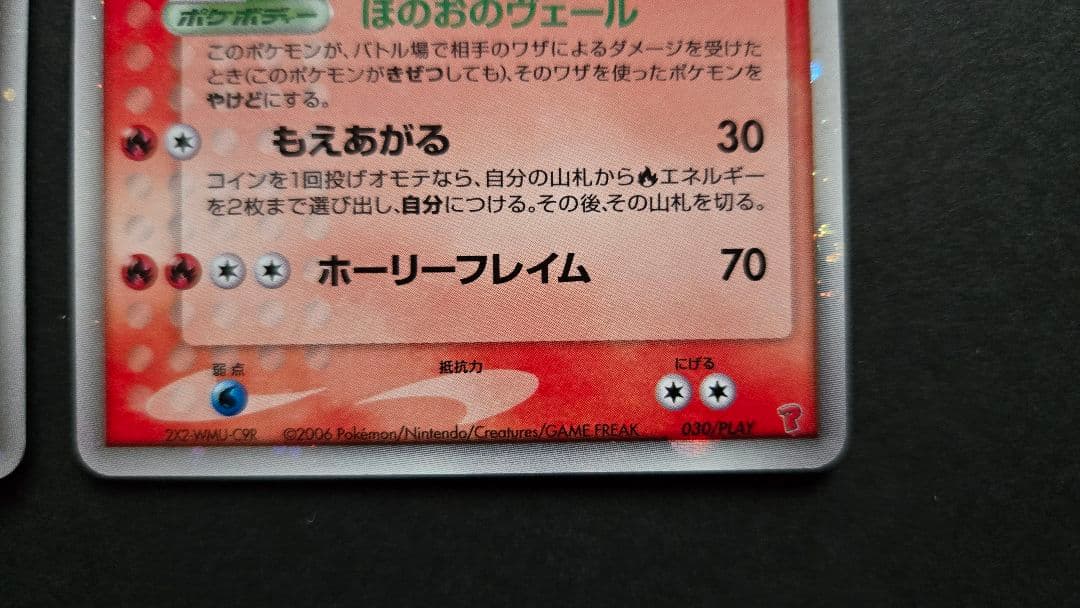 ポケボディー ほのおのヴェール
このポケモンが、バトル場で相手のワザによるダメージを受けた
とき(このポケモンがきぜつしても)、そのワザを使ったポケモンを
やけどにする。
もえあがる 30
コインを1回投げオモテなら、自分の山札からエネルギー
を2枚まで選び出し、自分につける。その後、その山札を切る。
ホーリーフレイム 70
弱点 抵抗力 にげる
2X2-WMU-C9R ©2006 Pokémon/Nintendo/Creatures/GAME FREAK 030/PLAY